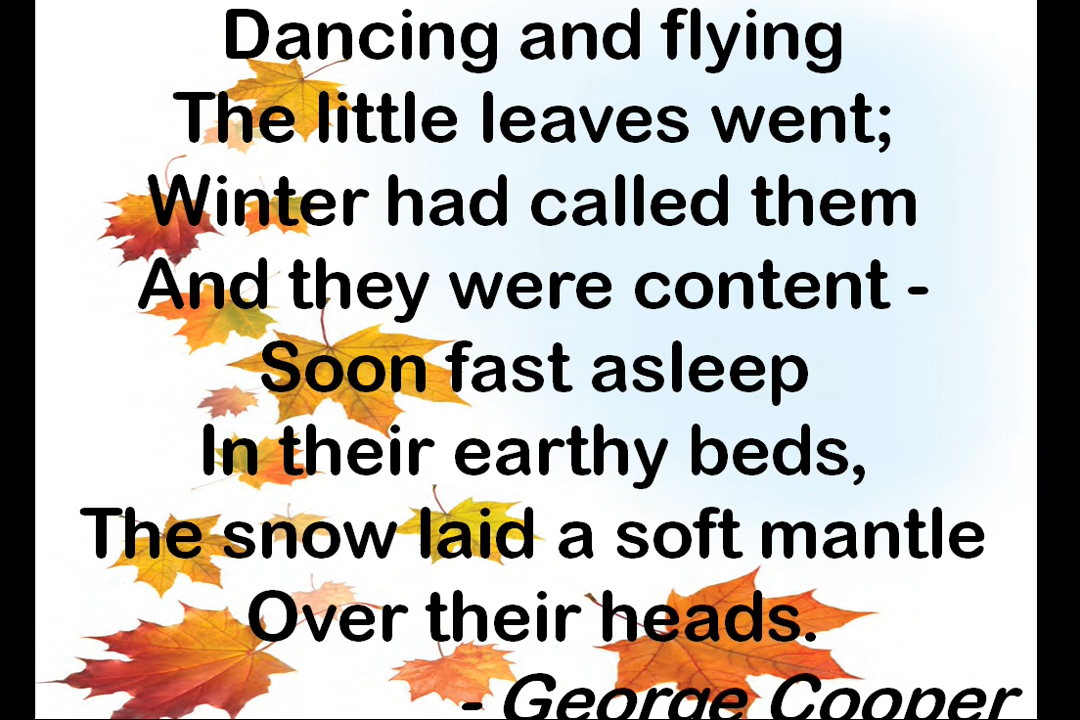 Dancing and flying
The little leaves went;
Winter had called them
And they were content -
Soon fast asleep
In their earthy beds,
The snow laid a soft mantle
Over their heads.
- George Cooper